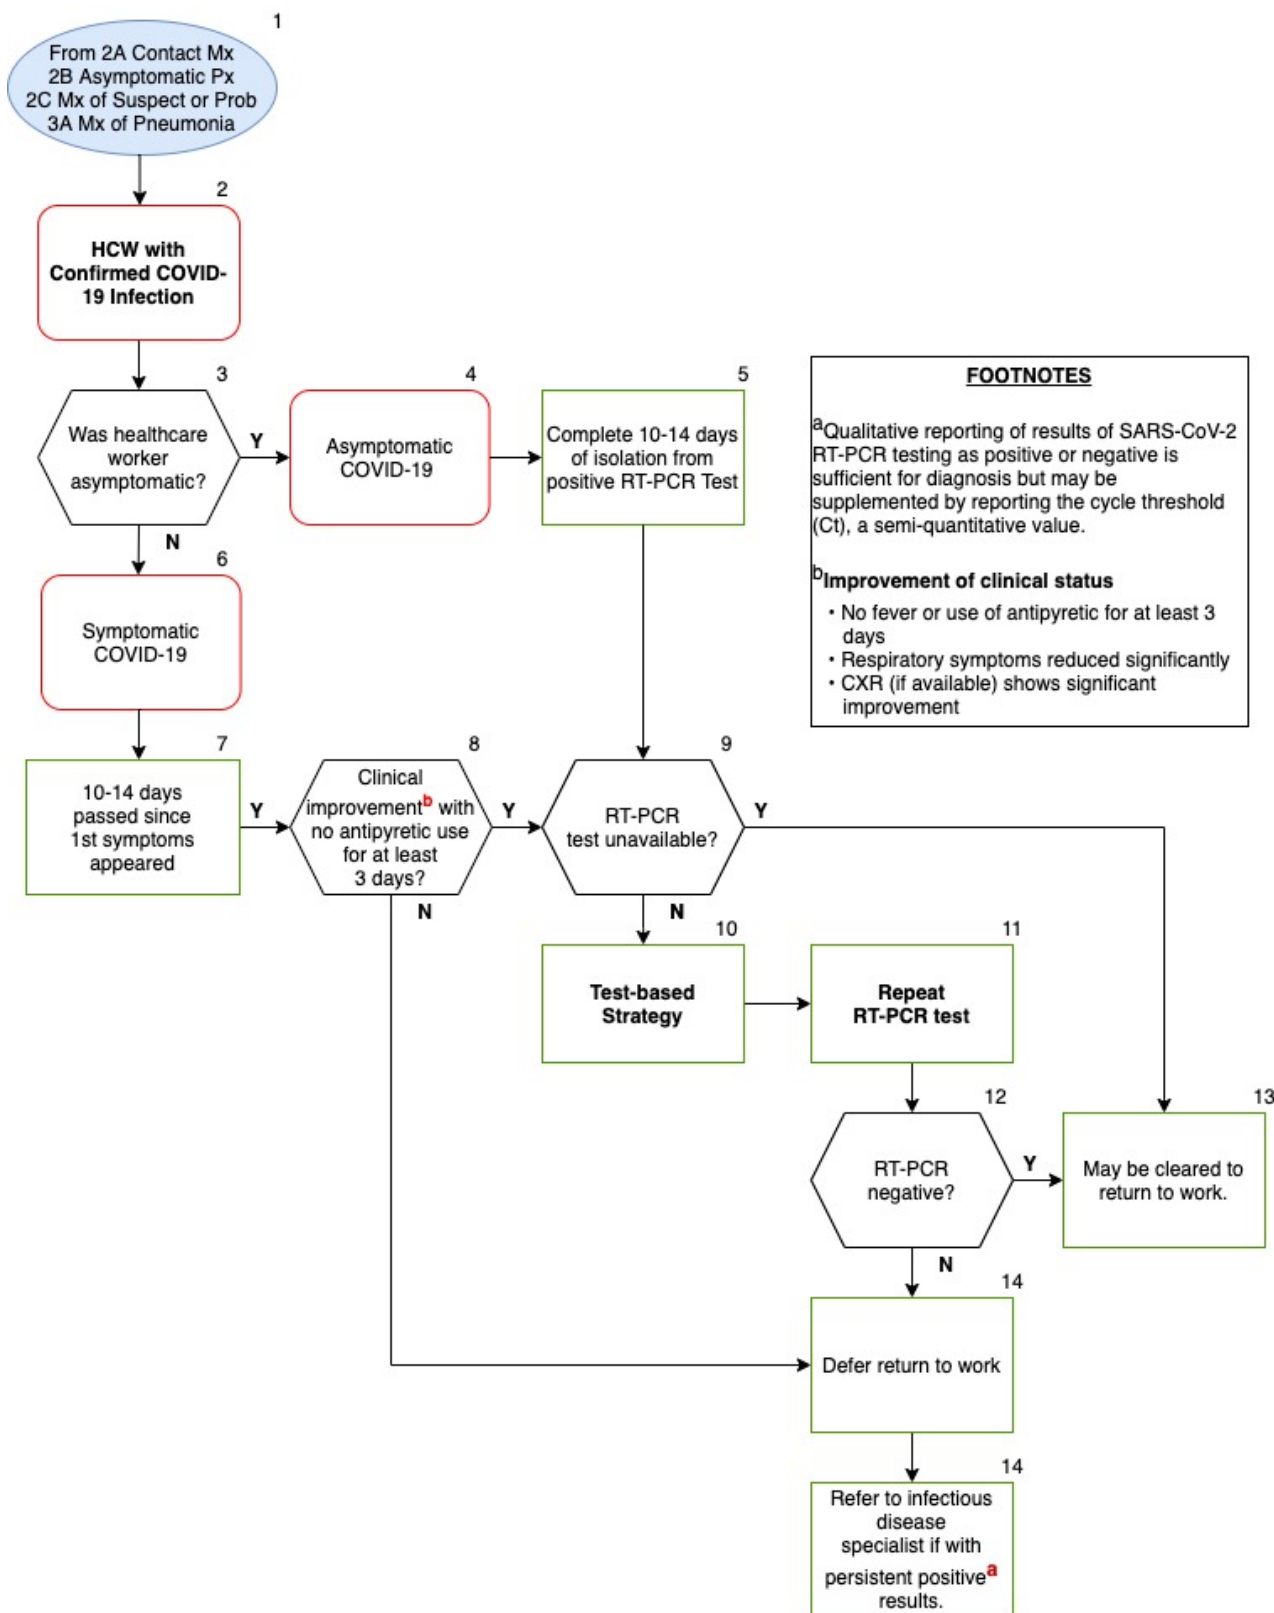 1
From 2A Contact Mx
2B Asymptomatic Px
2C Mx of Suspect or Prob
3A Mx of Pneumonia
2
HCW with
Confirmed COVID-
19 Infection
3
Was healthcare
worker
asymptomatic?
Y
N
4
Asymptomatic
COVID-19
5
Complete 10-14 days
of isolation from
positive RT-PCR Test
FOOTNOTES
aQualitative reporting of results of SARS-CoV-2
RT-PCR testing as positive or negative is
sufficient for diagnosis but may be
supplemented by reporting the cycle threshold
(Ct), a semi-quantitative value.
bImprovement of clinical status
• No fever or use of antipyretic for at least 3
days
• Respiratory symptoms reduced significantly
• CXR (if available) shows significant
improvement
6
Symptomatic
COVID-19
7
10-14 days
passed since
1st symptoms
appeared
Y
8
Clinical
improvementb with
no antipyretic use
for at least
3 days?
Y
N
9
RT-PCR
test unavailable?
Y
N
10
Test-based
Strategy
11
Repeat
RT-PCR test
12
RT-PCR
negative?
Y
N
13
May be cleared to
return to work.
14
Defer return to work
14
Refer to infectious
disease
specialist if with
persistent positivea
results.